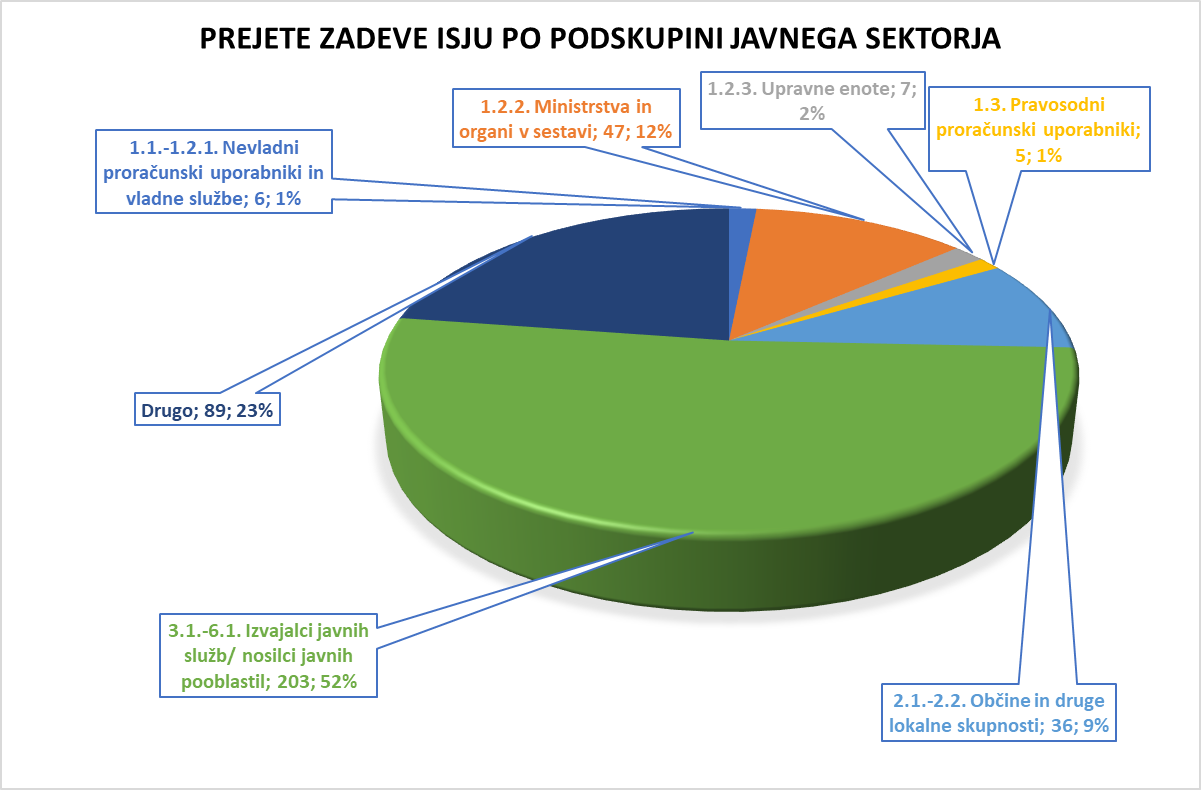 PREJETE ZADEVE ISJU PO PODSKUPINI JAVNEGA SEKTORJA
1.1.-1.2.1. Nevladni
proračunski uporabniki in
vladne službe; 6; 1%
1.2.2. Ministrstva in
organi v sestavi; 47; 12%
1.2.3. Upravne enote; 7;
2%
1.3. Pravosodni
proračunski uporabniki;
5; 1%
Drugo; 89; 23%
3.1.-6.1. Izvajalci javnih
služb/ nosilci javnih
pooblastil; 203; 52%
2.1.-2.2. Občine in druge
lokalne skupnosti; 36; 9%